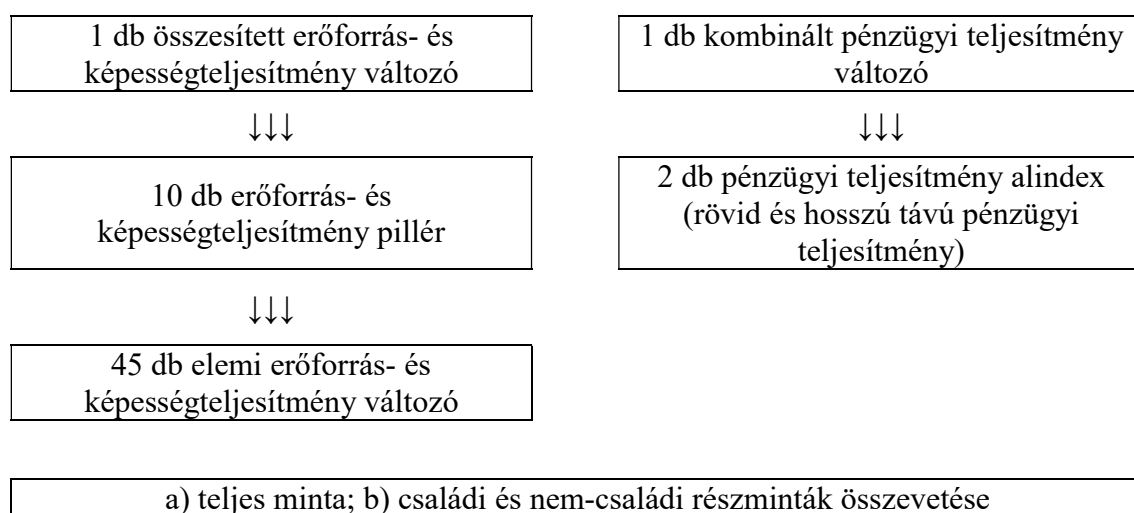 1 db összesített erőforrás- és
képességteljesítmény változó
↓↓↓
10 db erőforrás- és
képességteljesítmény pillér
↓↓↓
45 db elemi erőforrás- és
képességteljesítmény változó
1 db kombinált pénzügyi teljesítmény
változó
↓↓↓
2 db pénzügyi teljesítmény alindex
(rövid és hosszú távú pénzügyi
teljesítmény)
a) teljes minta; b) családi és nem-családi részminták összevetése